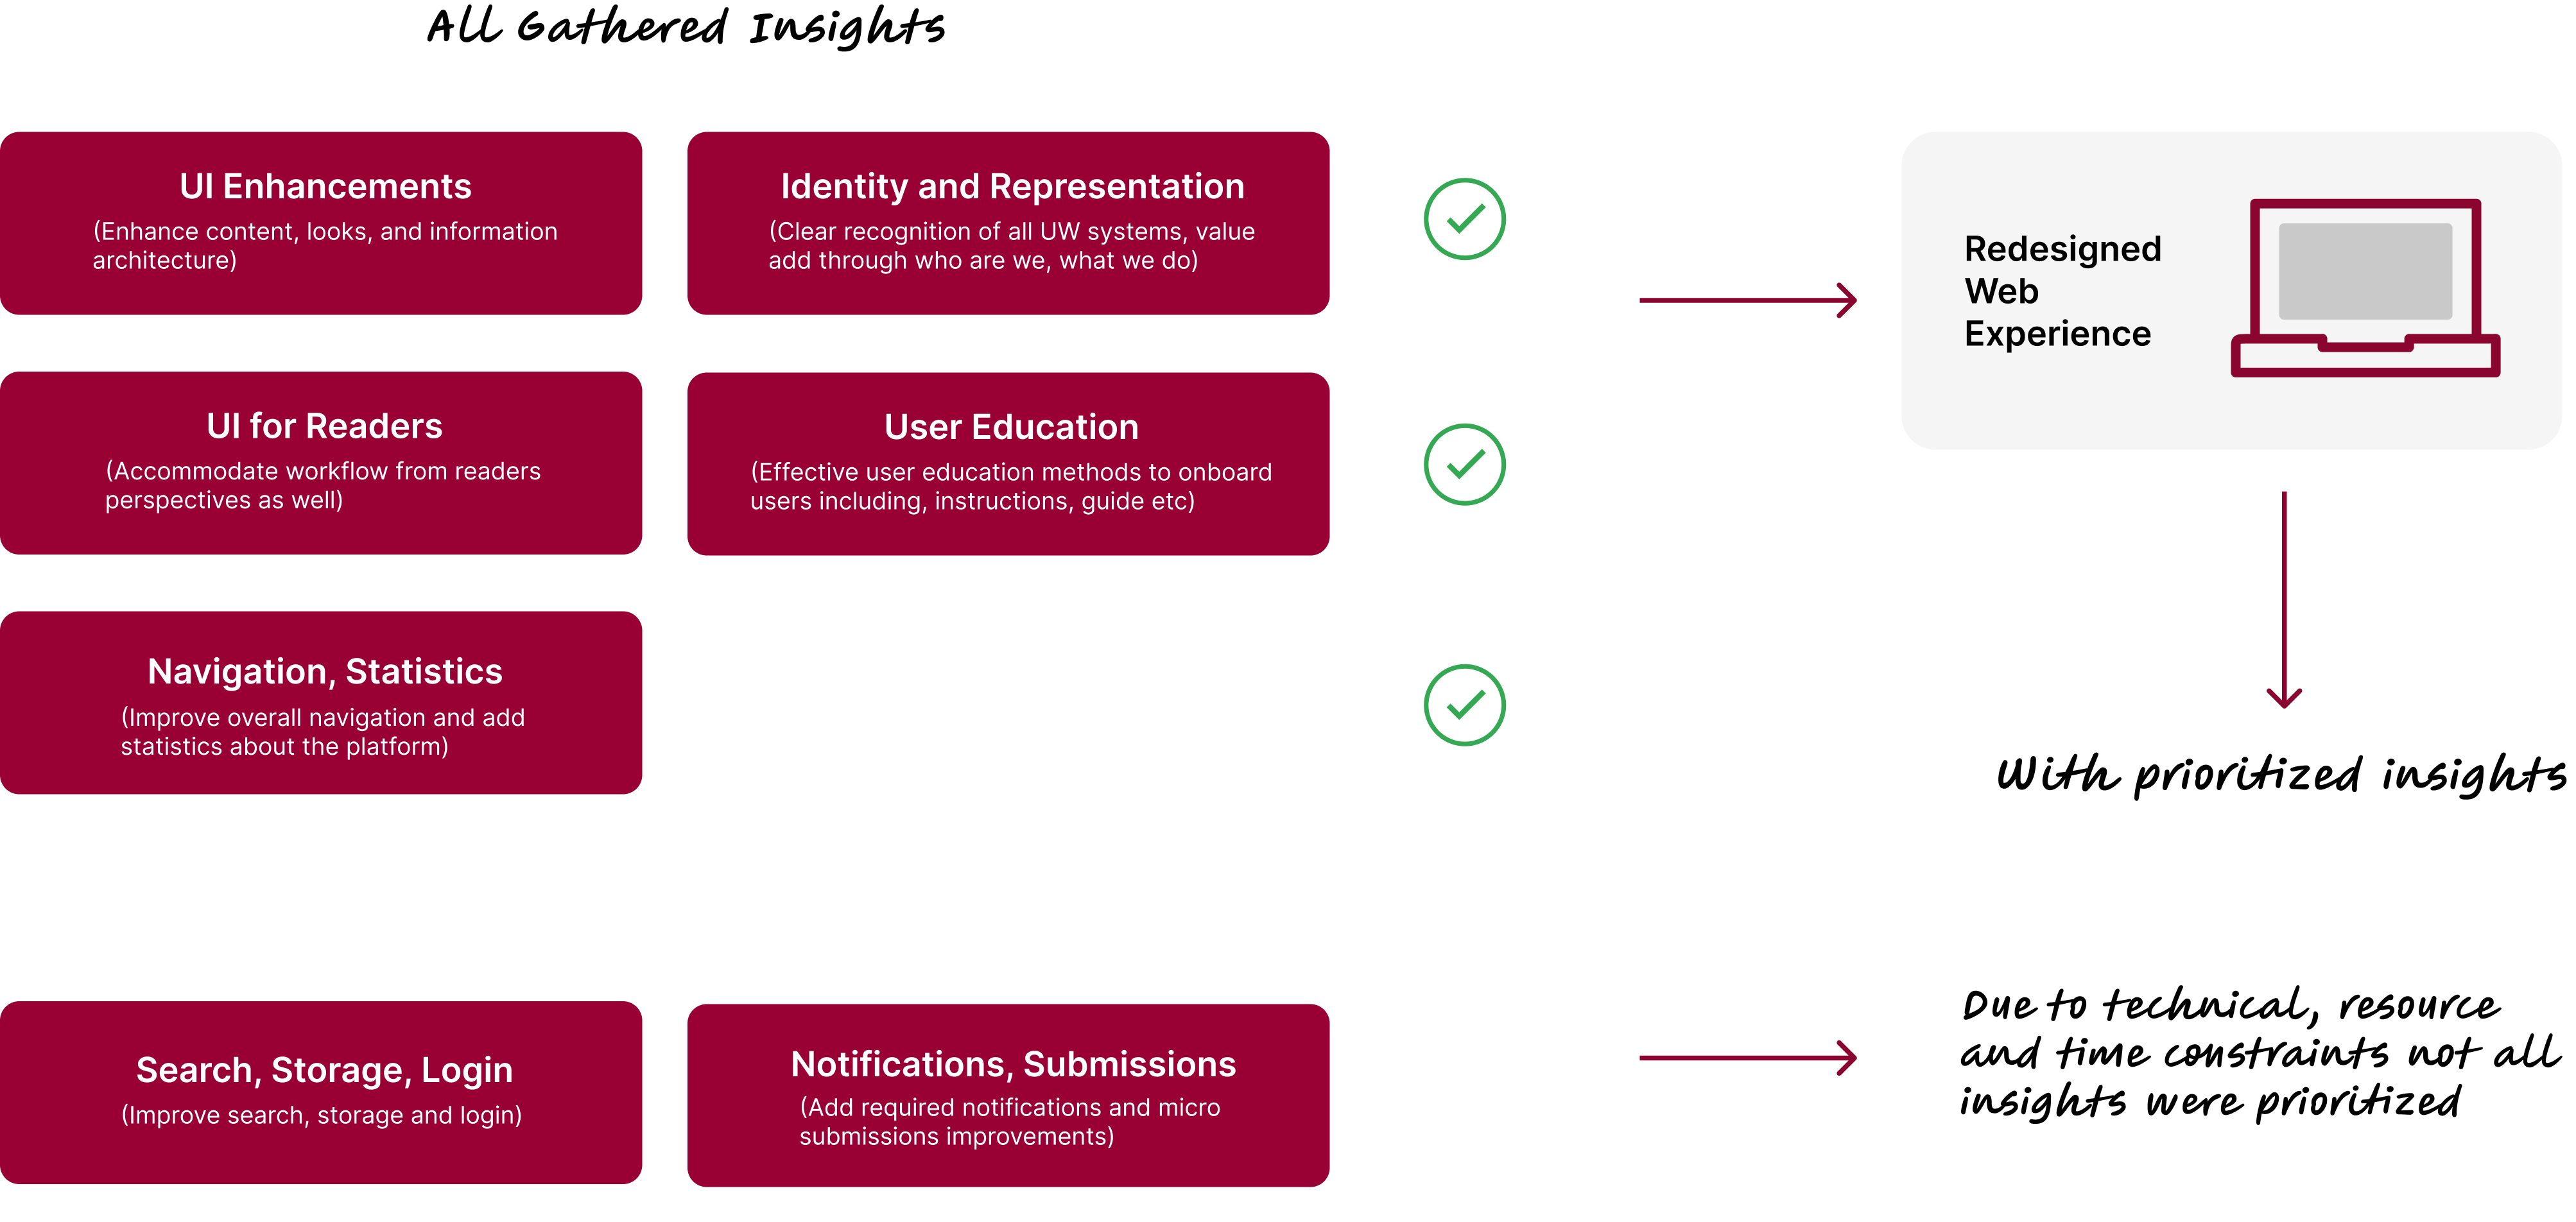 All Gathered Insights
UI Enhancements
(Enhance content, looks, and information
architecture)
Identity and Representation
(Clear recognition of all UW systems, value
add through who are we, what we do)
Redesigned
Web
Experience
UI for Readers
(Accommodate workflow from readers
perspectives as well)
User Education
(Effective user education methods to onboard
users including, instructions, guide etc)
Navigation, Statistics
(Improve overall navigation and add
statistics about the platform)
With prioritized insights
Search, Storage, Login
(Improve search, storage and login)
Notifications, Submissions
(Add required notifications and micro
submissions improvements)
Due to technical, resource
and time constraints not all
insights were prioritized